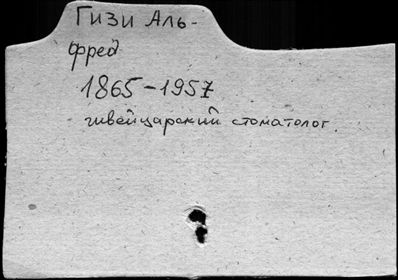 Гизи Аль-
фред
1865-1957
швейцарский стоматолог.